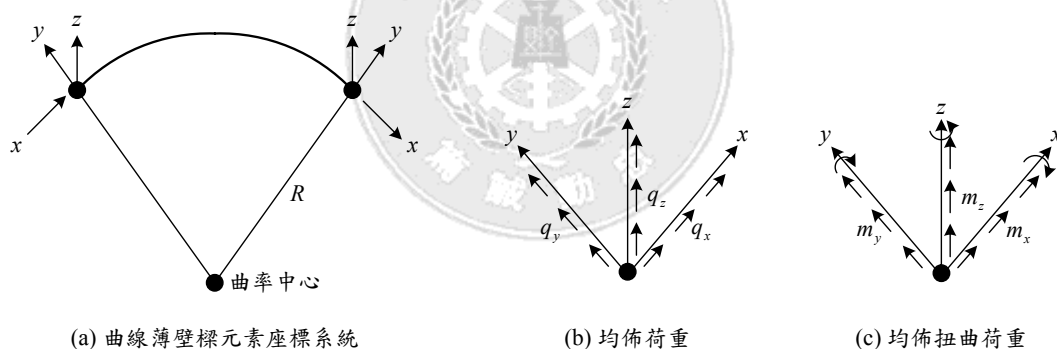 z
y
x
z
y
x
R
曲率中心
(a) 曲線薄壁樑元素座標系統
z
y
x
q_y
q_z
q_x
(b) 均佈荷重
z
y
x
m_y
m_z
m_x
(c) 均佈扭曲荷重